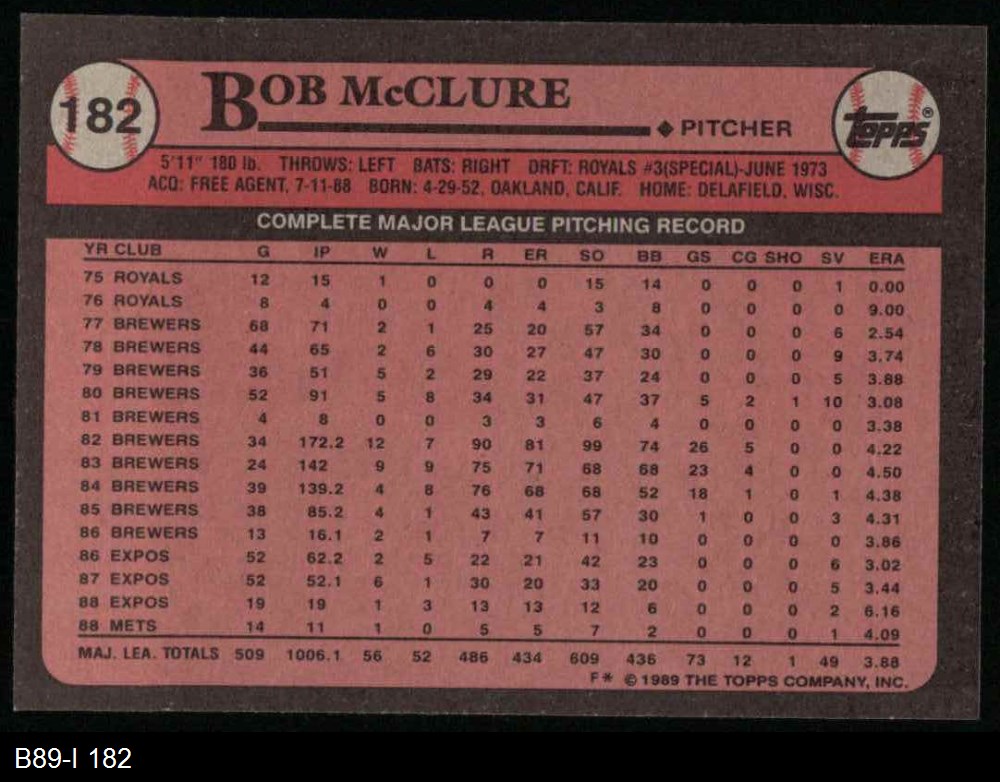 182
BOB McCLURE
PITCHER
TOPPS®
5'11" 180 lb. THROWS: LEFT BATS: RIGHT DRFT: ROYALS #3(SPECIAL)-JUNE 1973
ACQ: FREE AGENT, 7-11-88 BORN: 4-29-52, OAKLAND, CALIF. HOME: DELAFIELD, WISC.
COMPLETE MAJOR LEAGUE PITCHING RECORD
YR CLUB G IP W L R ER SO BB GS CG SHO SV ERA
75 ROYALS 12 15 1 0 0 0 15 14 0 0 0 1 0.00
76 ROYALS 8 4 0 0 4 4 3 8 0 0 0 0 9.00
77 BREWERS 68 71 2 1 25 20 57 34 0 0 0 6 2.54
78 BREWERS 44 65 2 6 30 27 47 30 0 0 0 9 3.74
79 BREWERS 36 51 5 2 29 22 37 24 0 0 0 5 3.88
80 BREWERS 52 91 5 8 34 31 47 37 5 2 1 10 3.08
81 BREWERS 4 8 0 0 3 3 6 4 0 0 0 0 3.38
82 BREWERS 34 172.2 12 7 90 81 99 74 26 5 0 0 4.22
83 BREWERS 24 142 9 9 75 71 68 68 23 4 0 0 4.50
84 BREWERS 39 139.2 4 8 76 68 68 52 18 1 0 1 4.38
85 BREWERS 38 85.2 4 1 43 41 57 30 1 0 0 3 4.31
86 BREWERS 13 16.1 2 1 7 7 11 10 0 0 0 0 3.86
86 EXPOS 52 62.2 2 5 22 21 42 23 0 0 0 6 3.02
87 EXPOS 52 52.1 6 1 30 20 33 20 0 0 0 5 3.44
88 EXPOS 19 19 1 3 13 13 12 6 0 0 0 2 6.16
88 METS 14 11 1 0 5 5 7 2 0 0 0 1 4.09
MAJ. LEA. TOTALS 509 1006.1 56 52 486 434 609 436 73 12 1 49 3.88
F* © 1989 THE TOPPS COMPANY, INC.
B89-I 182